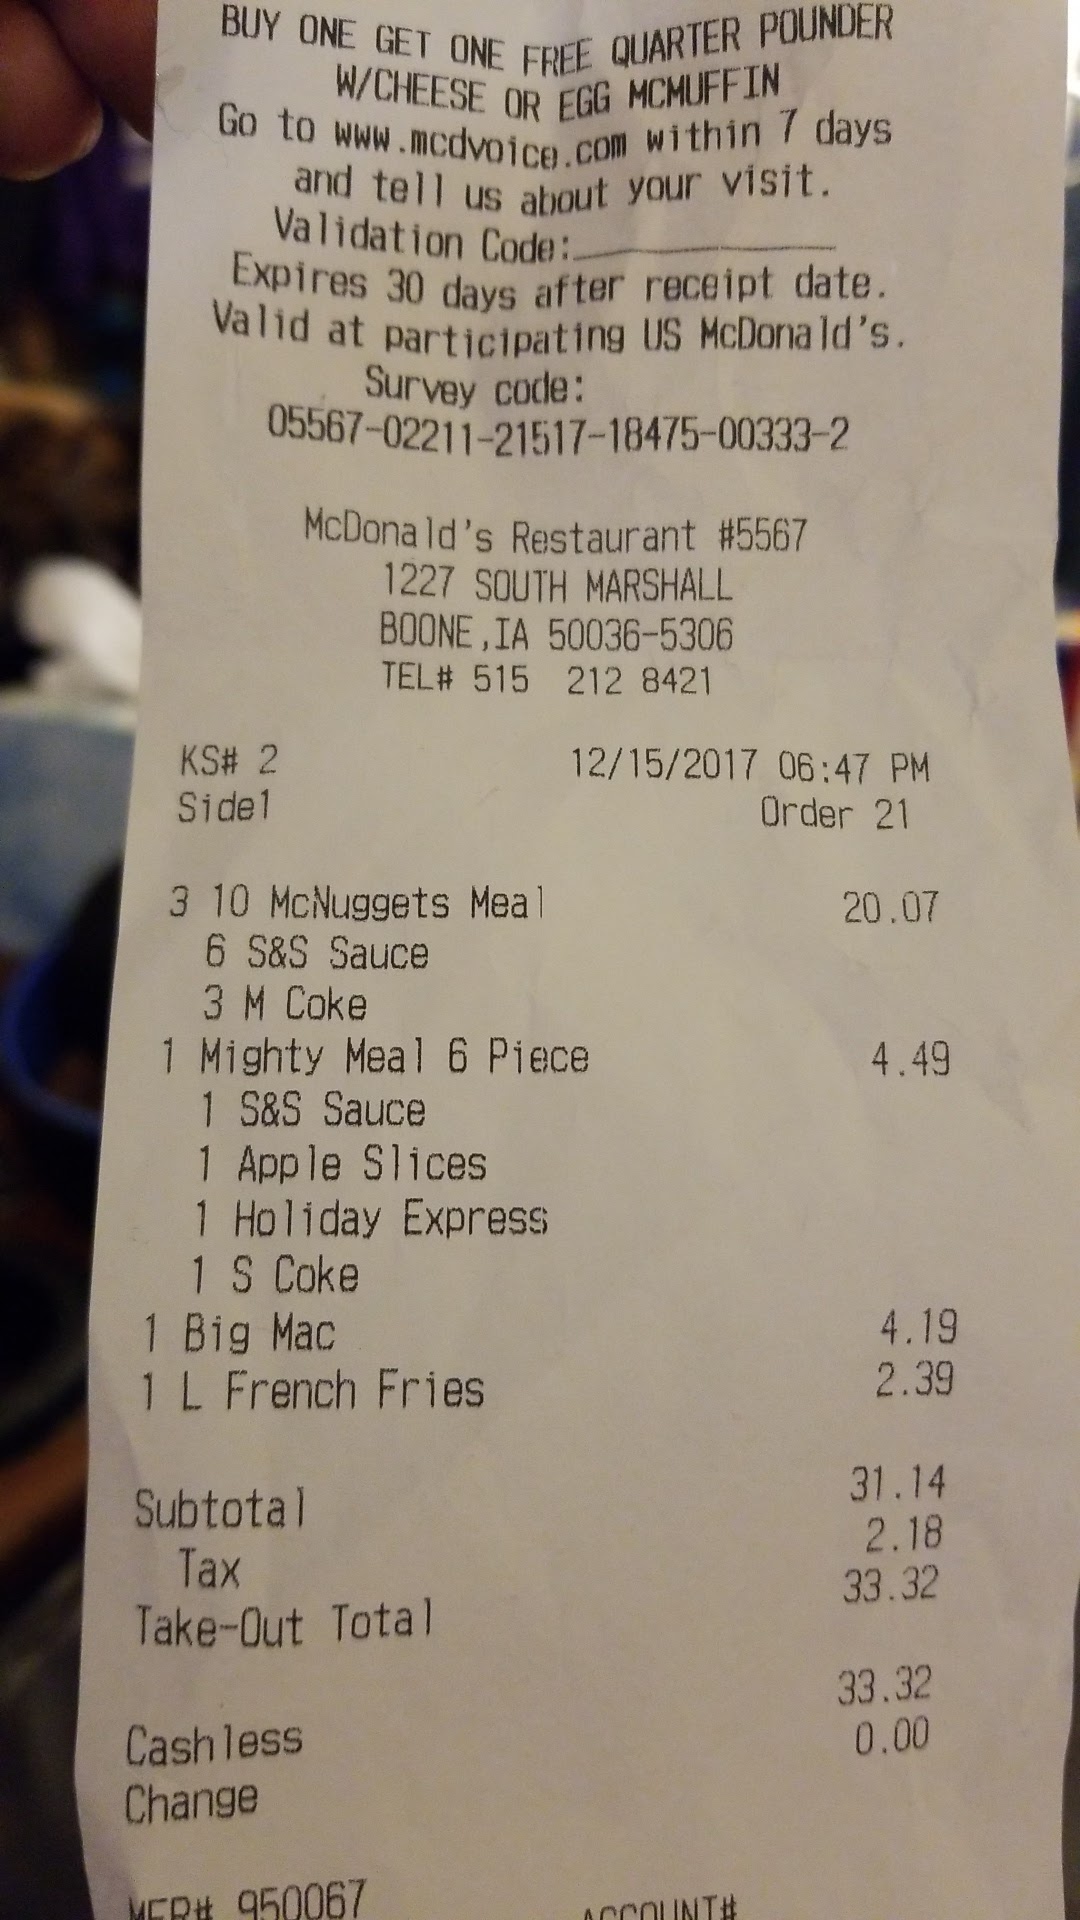 BUY ONE GET ONE FREE QUARTER POUNDER
W/CHEESE OR EGG MCMUFFIN
Go to www.mcdvoice.com within 7 days
and tell us about your visit.
Validation Code:
Expires 30 days after receipt date.
Valid at participating US McDonald's.
Survey code:
05567-02211-21517-18475-00333-2
McDonald's Restaurant #5567
1227 SOUTH MARSHALL
BOONE,IA 50036-5306
TEL# 515 212 8421
KS# 2 12/15/2017 06:47 PM
Side1 Order 21
3 10 McNuggets Meal 20.07
6 S&S Sauce
3 M Coke
1 Mighty Meal 6 Piece 4.49
1 S&S Sauce
1 Apple Slices
1 Holiday Express
1 S Coke
1 Big Mac 4.19
1 L French Fries 2.39
Subtotal 31.14
Tax 2.18
Take-Out Total 33.32
Cashless 33.32
Change 0.00
MER# 950067 ACCOUNT#